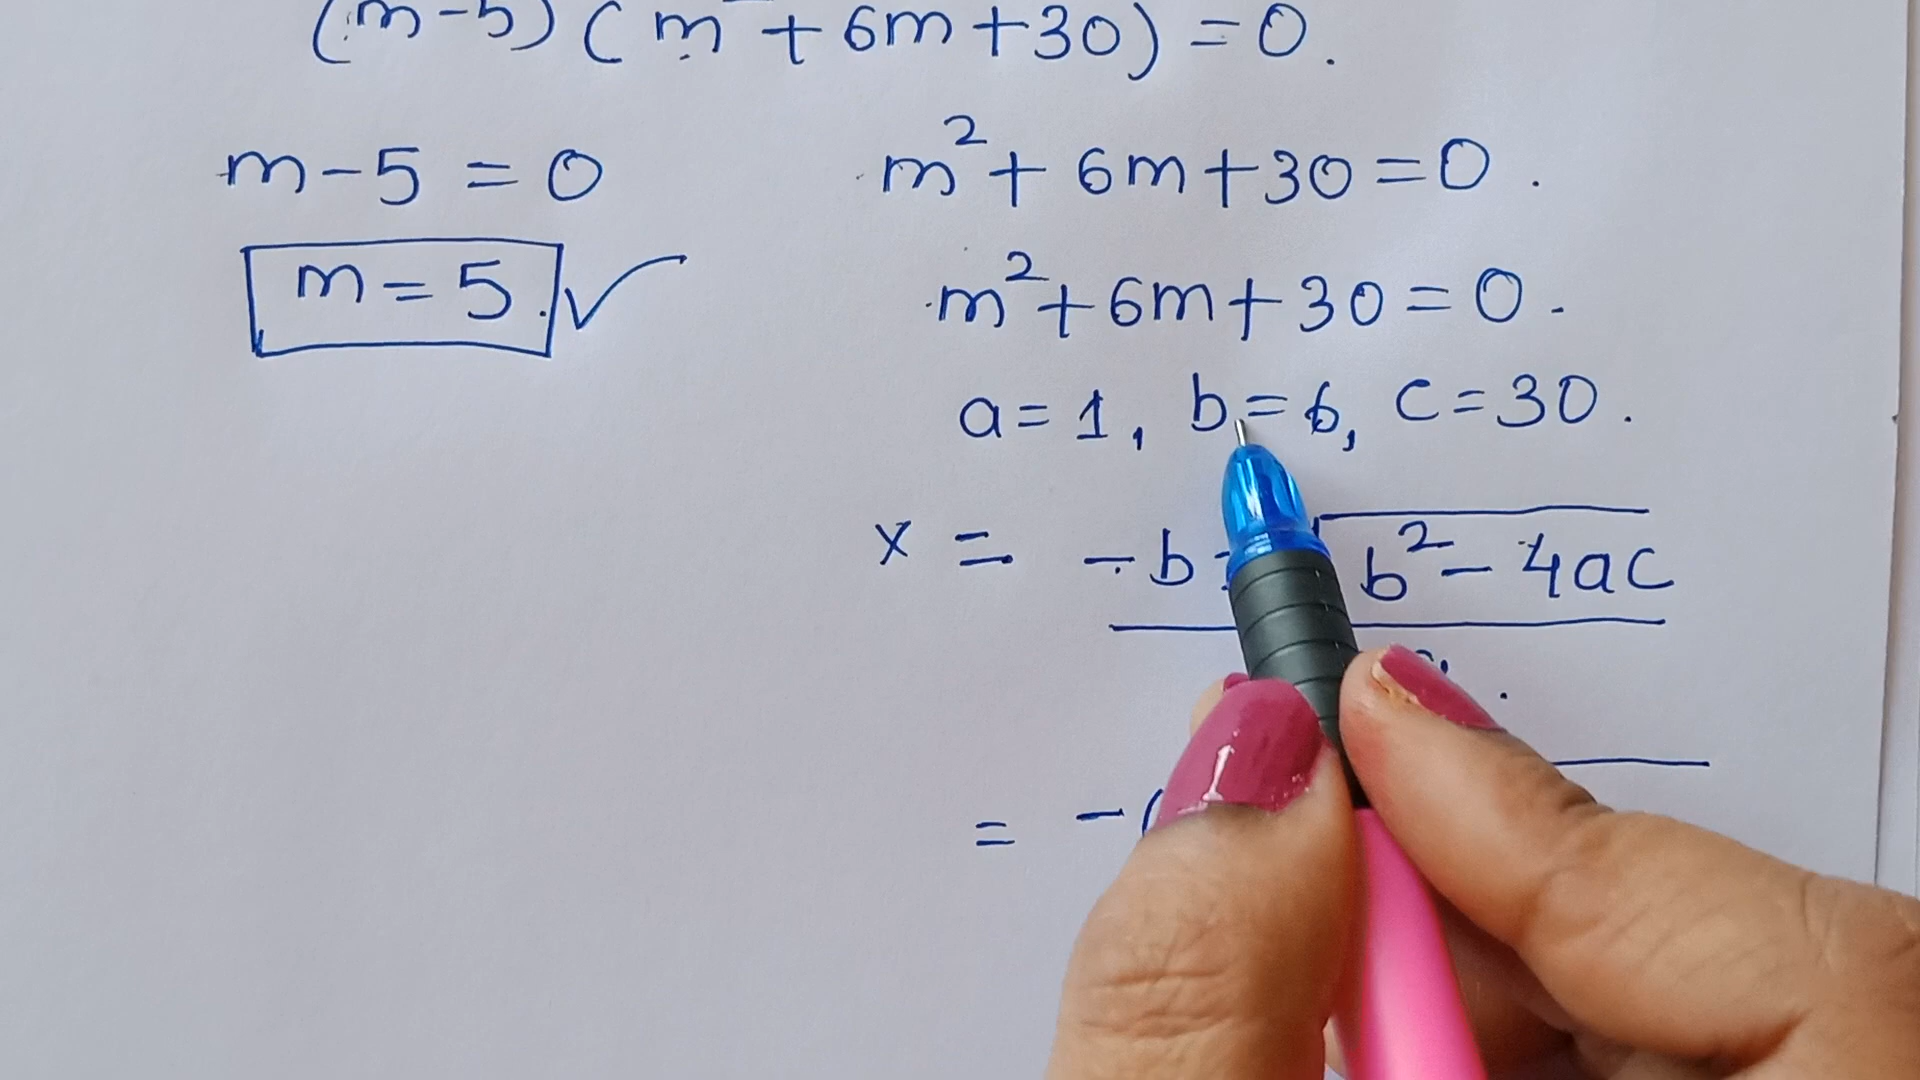 (m-5)(m²+6m+30)=0.
m-5=0
m=5.✓
m²+6m+30=0.
m²+6m+30=0.
a=1, b=6, c=30.
x = -b √b²-4ac
= -(